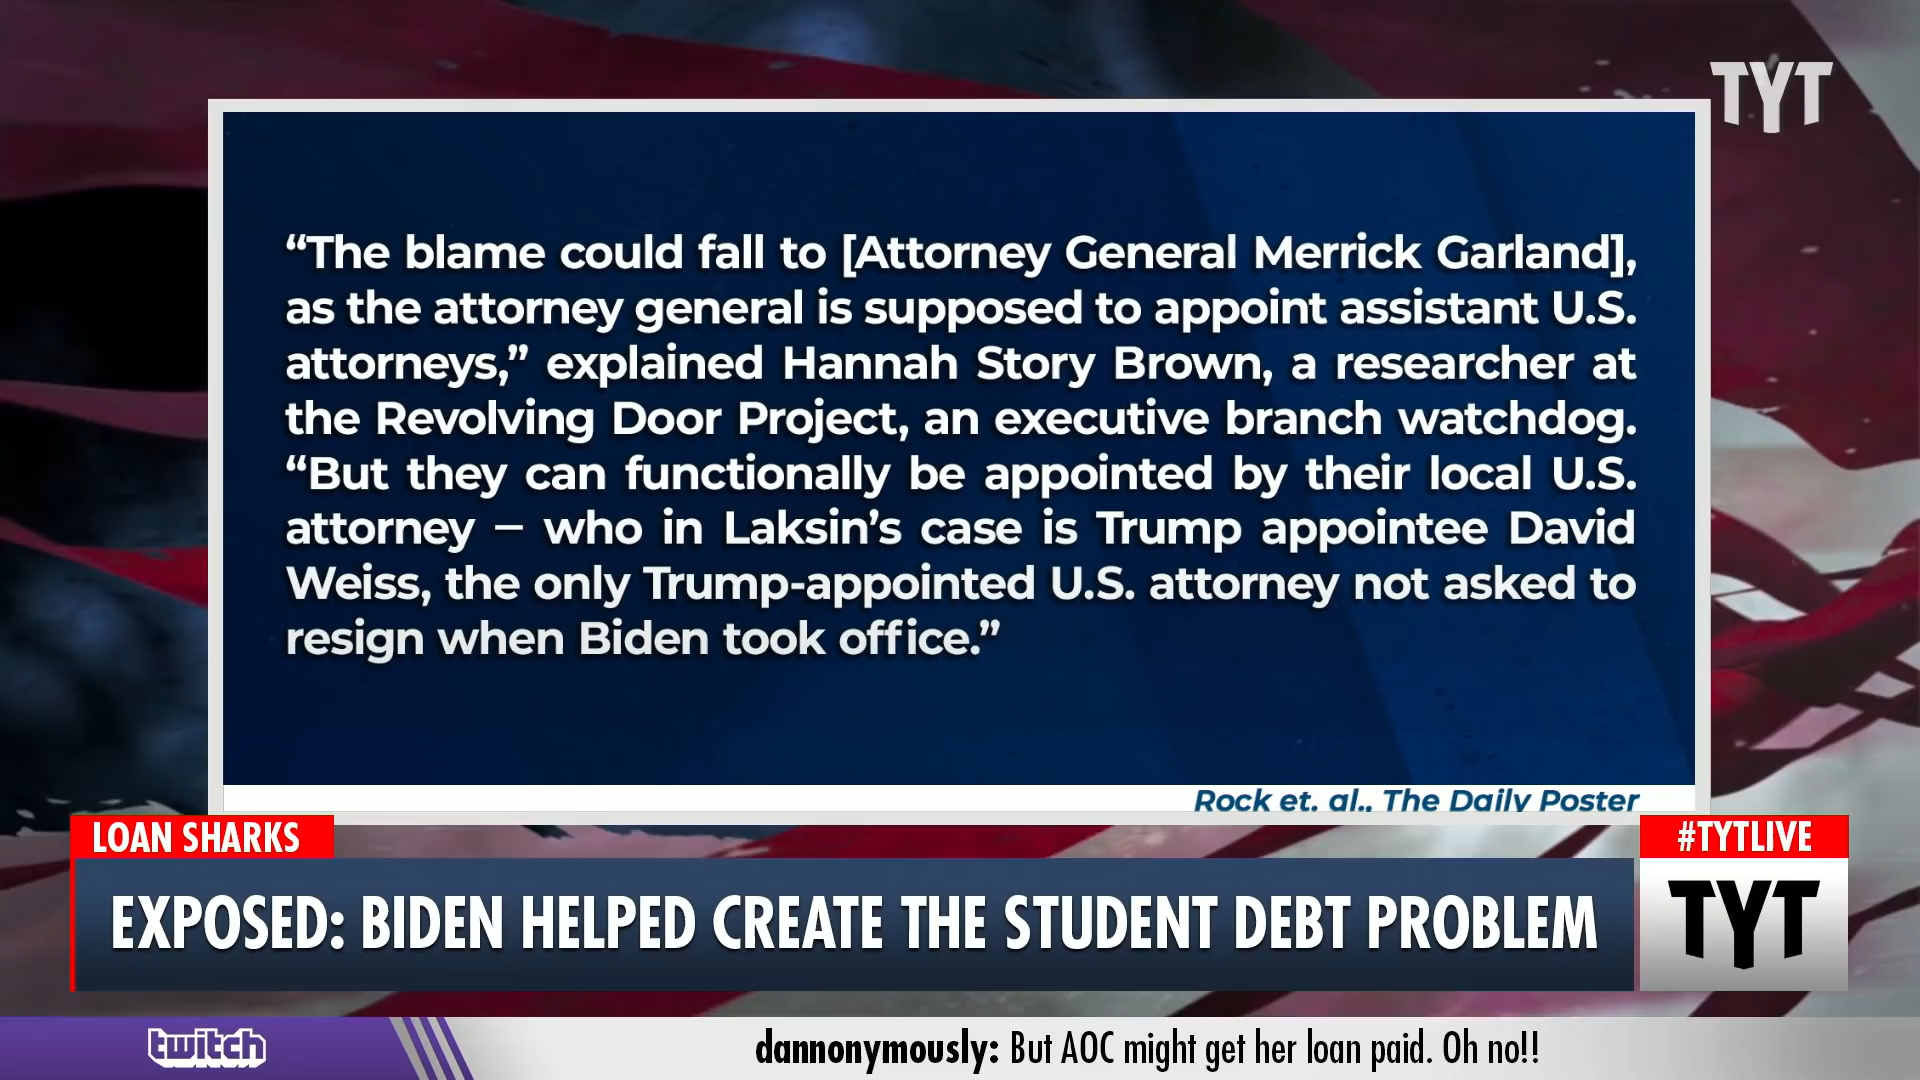 TYT
“The blame could fall to [Attorney General Merrick Garland],
as the attorney general is supposed to appoint assistant U.S.
attorneys,” explained Hannah Story Brown, a researcher at
the Revolving Door Project, an executive branch watchdog.
“But they can functionally be appointed by their local U.S.
attorney – who in Laksin’s case is Trump appointee David
Weiss, the only Trump-appointed U.S. attorney not asked to
resign when Biden took office.”
Rock et. al., The Daily Poster
LOAN SHARKS
#TYTLIVE
EXPOSED: BIDEN HELPED CREATE THE STUDENT DEBT PROBLEM
TYT
twitch
dannonymously: But AOC might get her loan paid. Oh no!!